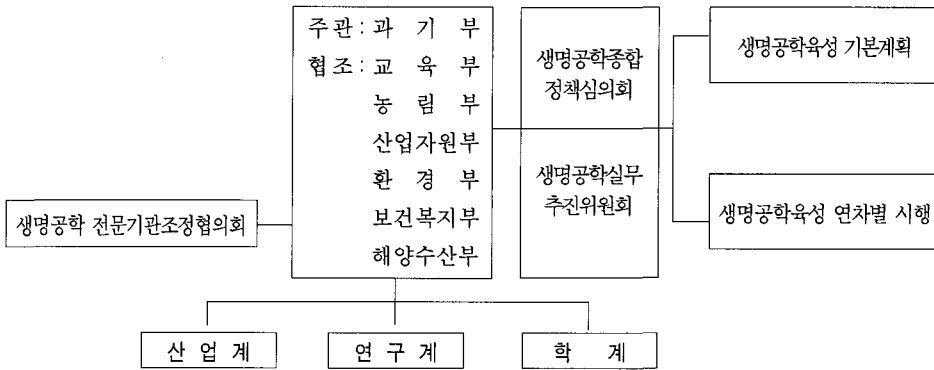 주관:과 기 부
협조:교 육 부
농 림 부
산업자원부
환 경 부
보건복지부
해양수산부
생명공학종합
정책심의회
생명공학실무
추진위원회
생명공학육성 기본계획
생명공학육성 연차별 시행
생명공학 전문기관조정협의회
산 업 계
연 구 계
학 계